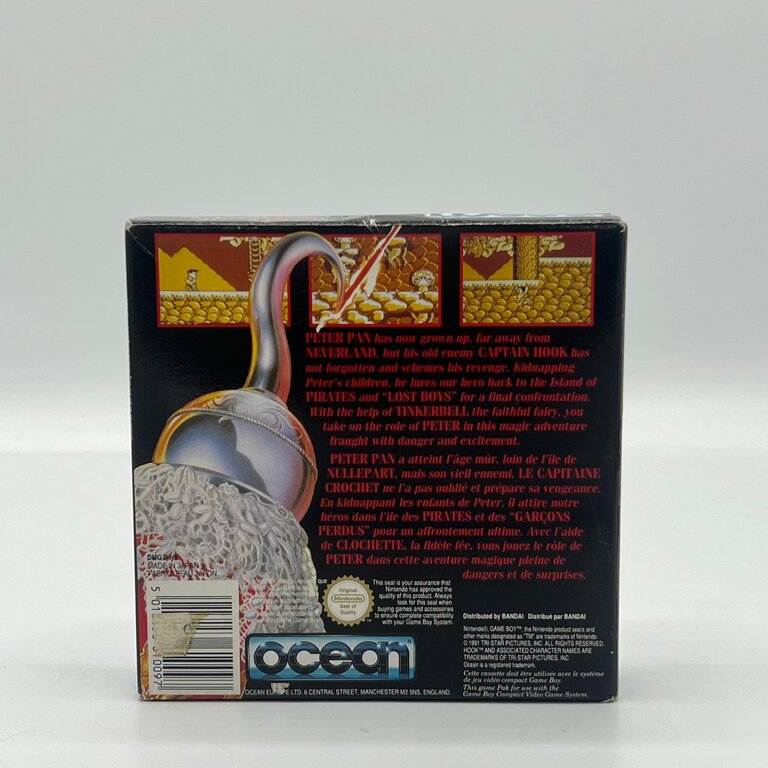 PETER PAN has now grown up, far away from
NEVERLAND, but his old enemy CAPTAIN HOOK has
not forgotten and schemes his revenge. Kidnapping
Peter's children, he lures our hero back to the Island of
PIRATES and "LOST BOYS" for a final confrontation.
With the help of TINKERBELL the faithful fairy, you
take on the role of PETER in this magic adventure
fraught with danger and excitement.
PETER PAN a atteint l'âge mûr, loin de l'île de
NULLEPART, mais son vieil ennemi, LE CAPITAINE
CROCHET ne l'a pas oublié et prépare sa vengeance.
En kidnappant les enfants de Peter, il attire notre
héros dans l'île des PIRATES et des "GARÇONS
PERDUS" pour un affrontement ultime. Avec l'aide
de CLOCHETTE, la fidèle fée, vous jouez le rôle de
PETER dans cette aventure magique pleine de
dangers et de surprises.
MADE IN JAPAN
FABRIQUE AU JAPON
Original
Nintendo
Seal of
Quality
This seal is your assurance that
Nintendo has approved the
quality of this product. Always
look for this seal when
buying games and accessories
to ensure complete compatibility
with your Game Boy System.
ocean
OCEAN EUROPE LTD. 6 CENTRAL STREET, MANCHESTER M2 5NS, ENGLAND.
Distributed by BANDAI Distribué par BANDAI
Nintendo®, GAME BOY™, the Nintendo product seals and
other marks designated as "TM" are trademarks of Nintendo.
© 1991 TRI-STAR PICTURES, INC. ALL RIGHTS RESERVED.
HOOK™ AND ASSOCIATED CHARACTER NAMES ARE
TRADEMARKS OF TRI-STAR PICTURES, INC.
Ocean is a registered trademark.
Cette cassette doit être utilisée avec le système
de jeu vidéo compact Game Boy.
This game Pak for use with the
Game Boy Compact Video Game System.